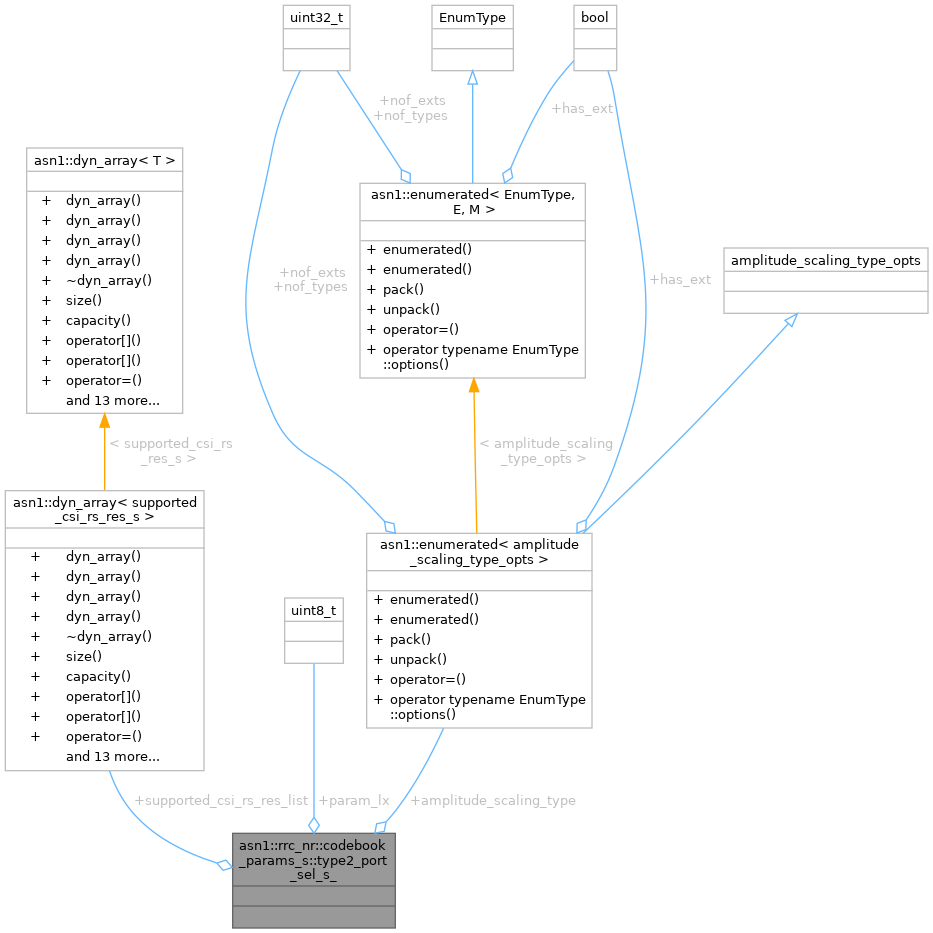 uint32_t
EnumType
bool
+nof_exts
+nof_types
+has_ext
asn1::dyn_array< T >
+ dyn_array()
+ dyn_array()
+ dyn_array()
+ dyn_array()
+ ~dyn_array()
+ size()
+ capacity()
+ operator[]()
+ operator[]()
+ operator=()
and 13 more...
asn1::enumerated< EnumType,
E, M >
+ enumerated()
+ enumerated()
+ pack()
+ unpack()
+ operator=()
+ operator typename EnumType
::options()
amplitude_scaling_type_opts
+nof_exts
+nof_types
+has_ext
< supported_csi_rs
_res_s >
< amplitude_scaling
_type_opts >
asn1::dyn_array< supported
_csi_rs_res_s >
+ dyn_array()
+ dyn_array()
+ dyn_array()
+ dyn_array()
+ ~dyn_array()
+ size()
+ capacity()
+ operator[]()
+ operator[]()
+ operator=()
and 13 more...
uint8_t
asn1::enumerated< amplitude
_scaling_type_opts >
+ enumerated()
+ enumerated()
+ pack()
+ unpack()
+ operator=()
+ operator typename EnumType
::options()
+supported_csi_rs_res_list
+param_lx
+amplitude_scaling_type
asn1::rrc_nr::codebook
_params_s::type2_port
_sel_s_